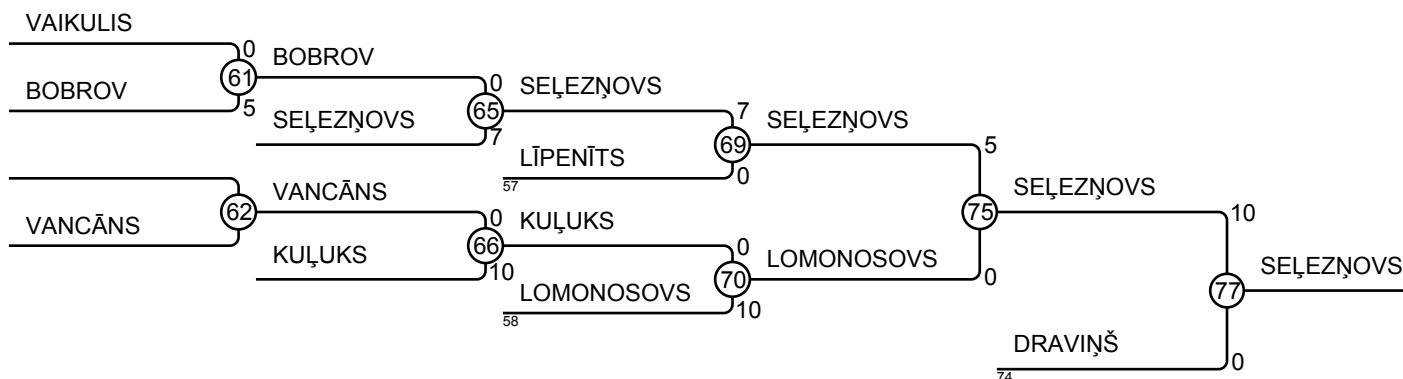 VAIKULIS
0
61
BOBROV
5
BOBROV
0
65
SEĻEZŅOVS
7
SEĻEZŅOVS
7
69
LĪPENĪTS
57
0
SEĻEZŅOVS
5
75
62
VANCĀNS
VANCĀNS
0
66
KUĻUKS
10
KUĻUKS
0
70
LOMONOSOVS
58
10
LOMONOSOVS
0
SEĻEZŅOVS
10
77
DRAVIŅŠ
74
0
SEĻEZŅOVS